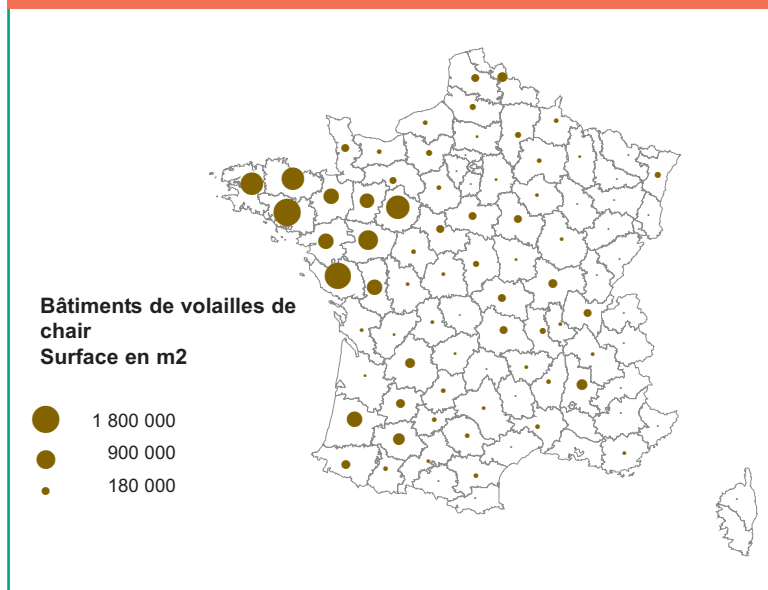 Bâtiments de volailles de
chair
Surface en m2
1 800 000
900 000
180 000